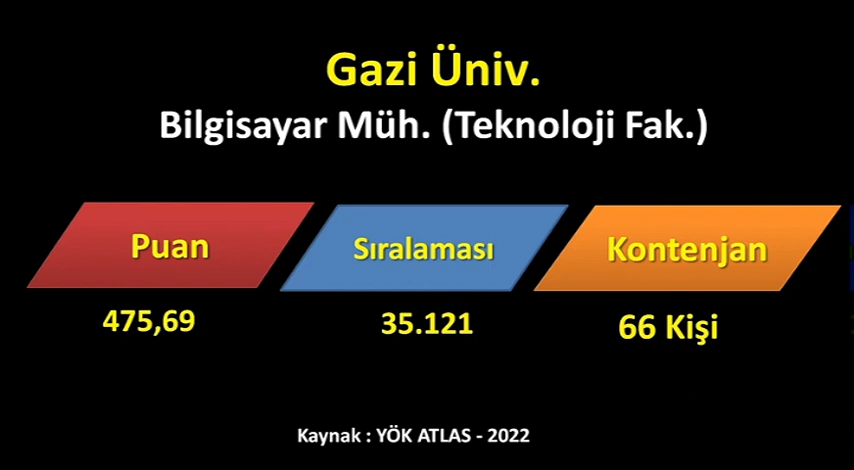 Gazi Üniv.
Bilgisayar Müh. (Teknoloji Fak.)
Puan
Sıralaması
Kontenjan
475,69
35.121
66 Kişi
Kaynak : YÖK ATLAS - 2022